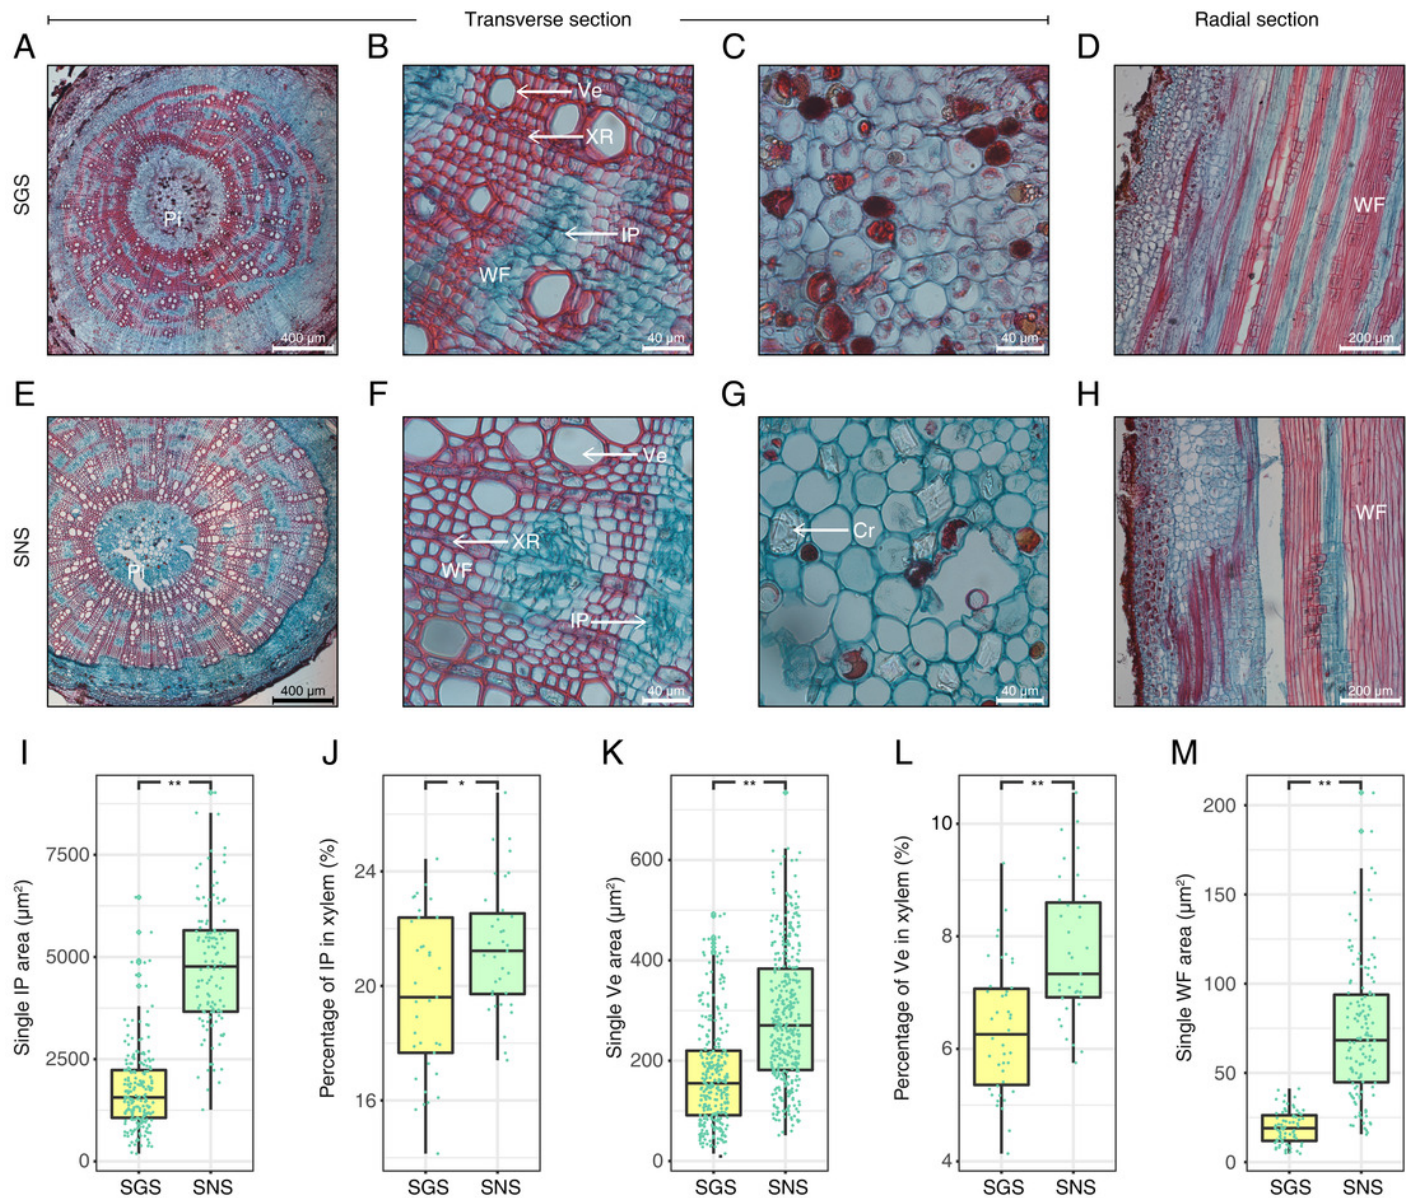 Transverse section
Radial section
A
B
C
D
SGS
Pi
400 µm
Ve
XR
IP
WF
40 µm
40 µm
WF
200 µm
E
F
G
H
SNS
Pi
400 µm
Ve
XR
WF
IP
40 µm
Cr
40 µm
WF
200 µm
I
J
K
L
M
Single IP area (µm²)
**
7500
5000
2500
0
SGS SNS
Percentage of IP in xylem (%)
*
24
20
16
SGS SNS
Single Ve area (µm²)
**
600
400
200
0
SGS SNS
Percentage of Ve in xylem (%)
**
10
8
6
4
SGS SNS
Single WF area (µm²)
**
200
150
100
50
0
SGS SNS